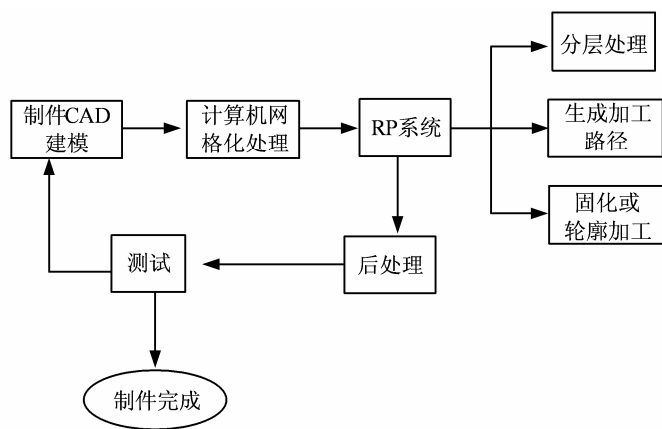 分层处理
制件CAD
建模
计算机网
格化处理
RP系统
生成加工
路径
固化或
轮廓加工
测试
后处理
制件完成